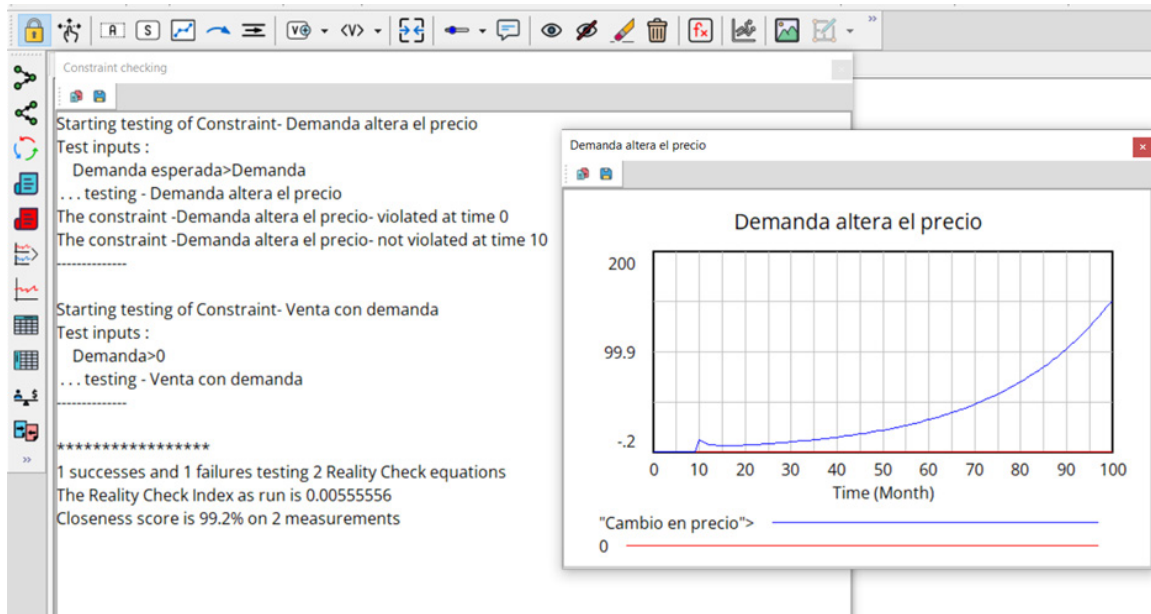 A
S
V
<V>
fx
Constraint checking
Starting testing of Constraint- Demanda altera el precio
Test inputs :
Demanda esperada>Demanda
. . . testing - Demanda altera el precio
The constraint -Demanda altera el precio- violated at time 0
The constraint -Demanda altera el precio- not violated at time 10
--------------
Starting testing of Constraint- Venta con demanda
Test inputs :
Demanda>0
. . . testing - Venta con demanda
--------------
*****************
1 successes and 1 failures testing 2 Reality Check equations
The Reality Check Index as run is 0.00555556
Closeness score is 99.2% on 2 measurements
Demanda altera el precio
Demanda altera el precio
200
99.9
-.2
0 10 20 30 40 50 60 70 80 90 100
Time (Month)
"Cambio en precio">
0